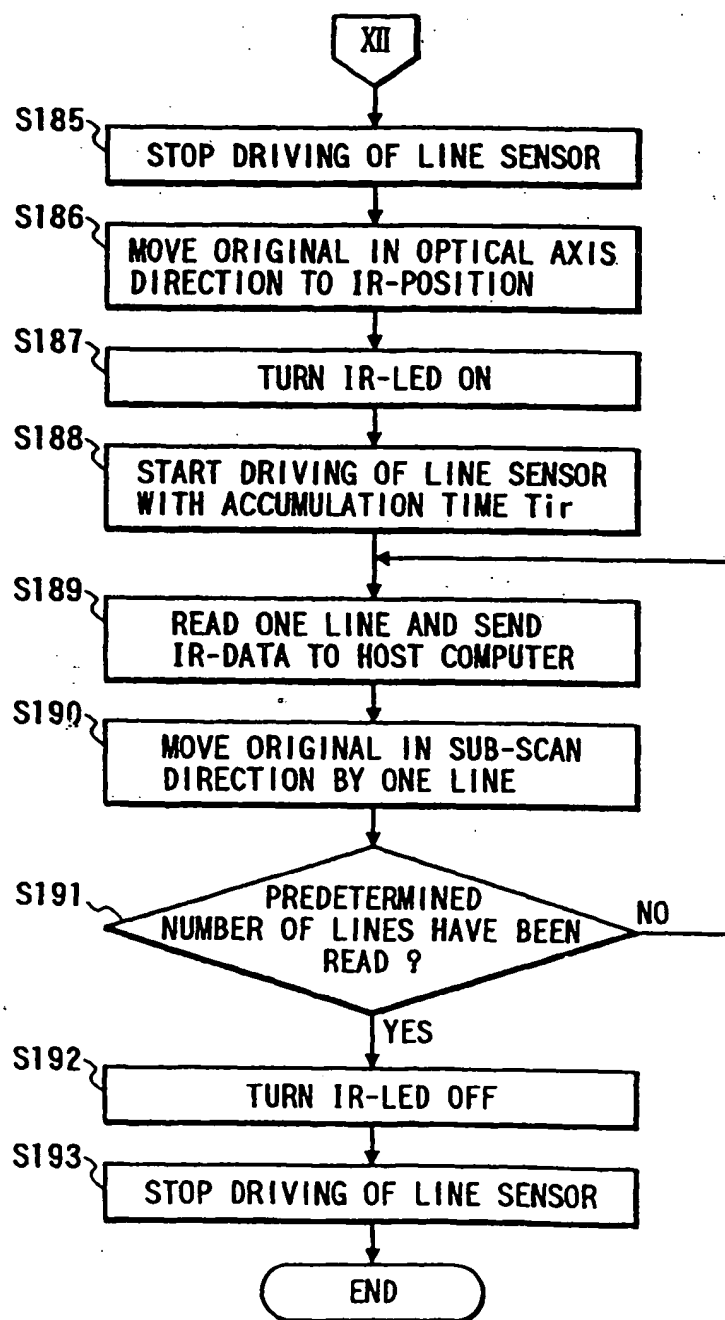 XII
S185
STOP DRIVING OF LINE SENSOR
S186
MOVE ORIGINAL IN OPTICAL AXIS
DIRECTION TO IR-POSITION
S187
TURN IR-LED ON
S188
START DRIVING OF LINE SENSOR
WITH ACCUMULATION TIME Tir
S189
READ ONE LINE AND SEND
IR-DATA TO HOST COMPUTER
S190
MOVE ORIGINAL IN SUB-SCAN
DIRECTION BY ONE LINE
S191
PREDETERMINED
NUMBER OF LINES HAVE BEEN
READ ?
NO
YES
S192
TURN IR-LED OFF
S193
STOP DRIVING OF LINE SENSOR
END